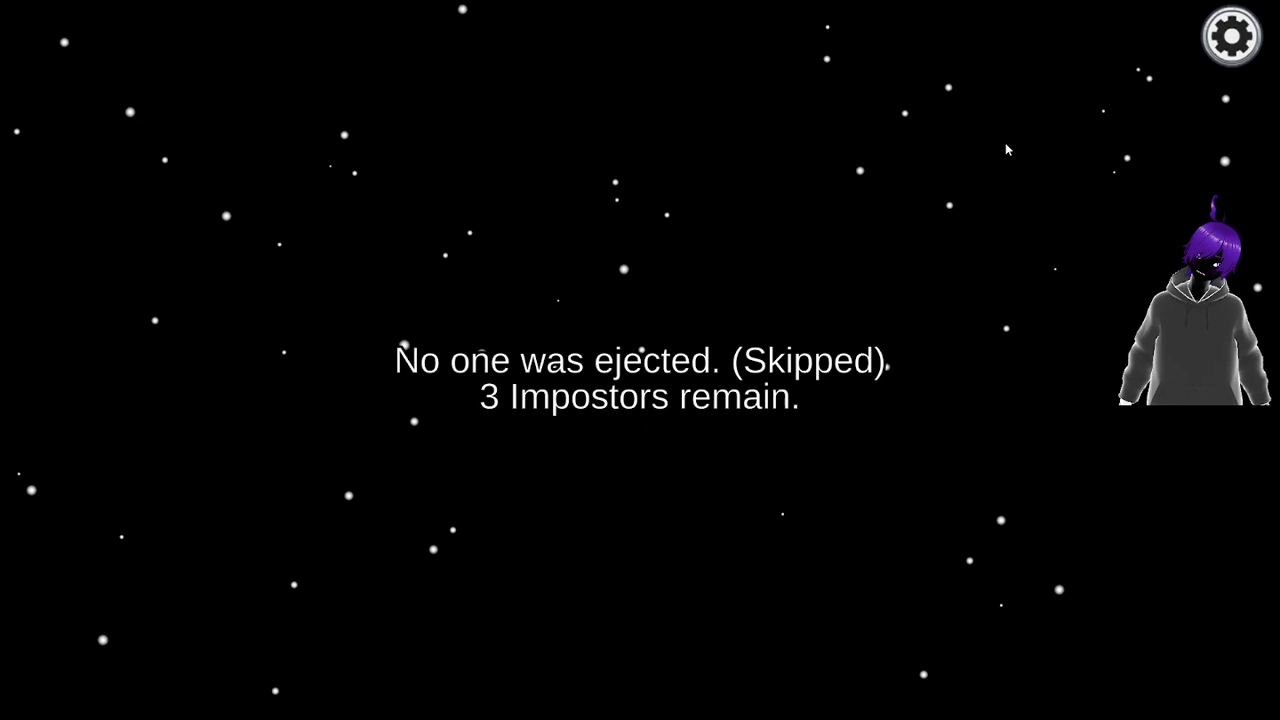 No one was ejected. (Skipped)
3 Impostors remain.